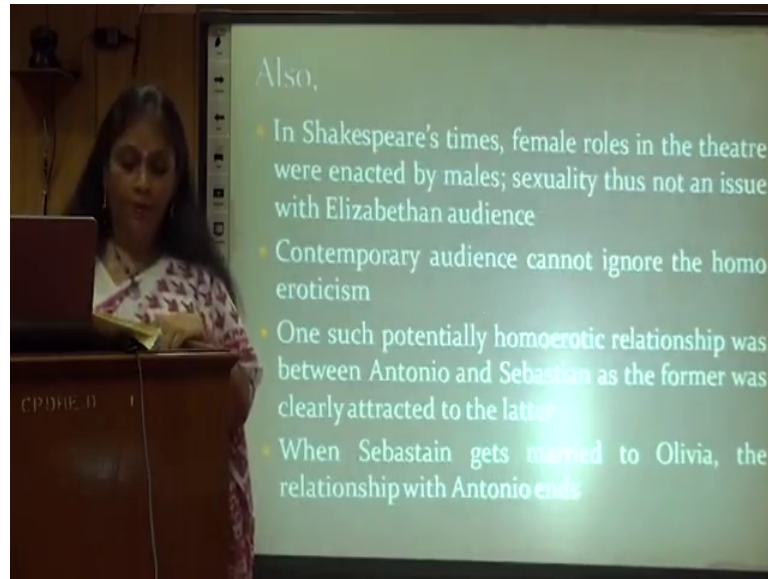 Also,
In Shakespeare's times, female roles in the theatre
were enacted by males; sexuality thus not an issue
with Elizabethan audience
Contemporary audience cannot ignore the homo
eroticism
One such potentially homoerotic relationship was
between Antonio and Sebastian as the former was
clearly attracted to the latter
When Sebastain gets married to Olivia, the
relationship with Antonio ends
CPDHE.D 1